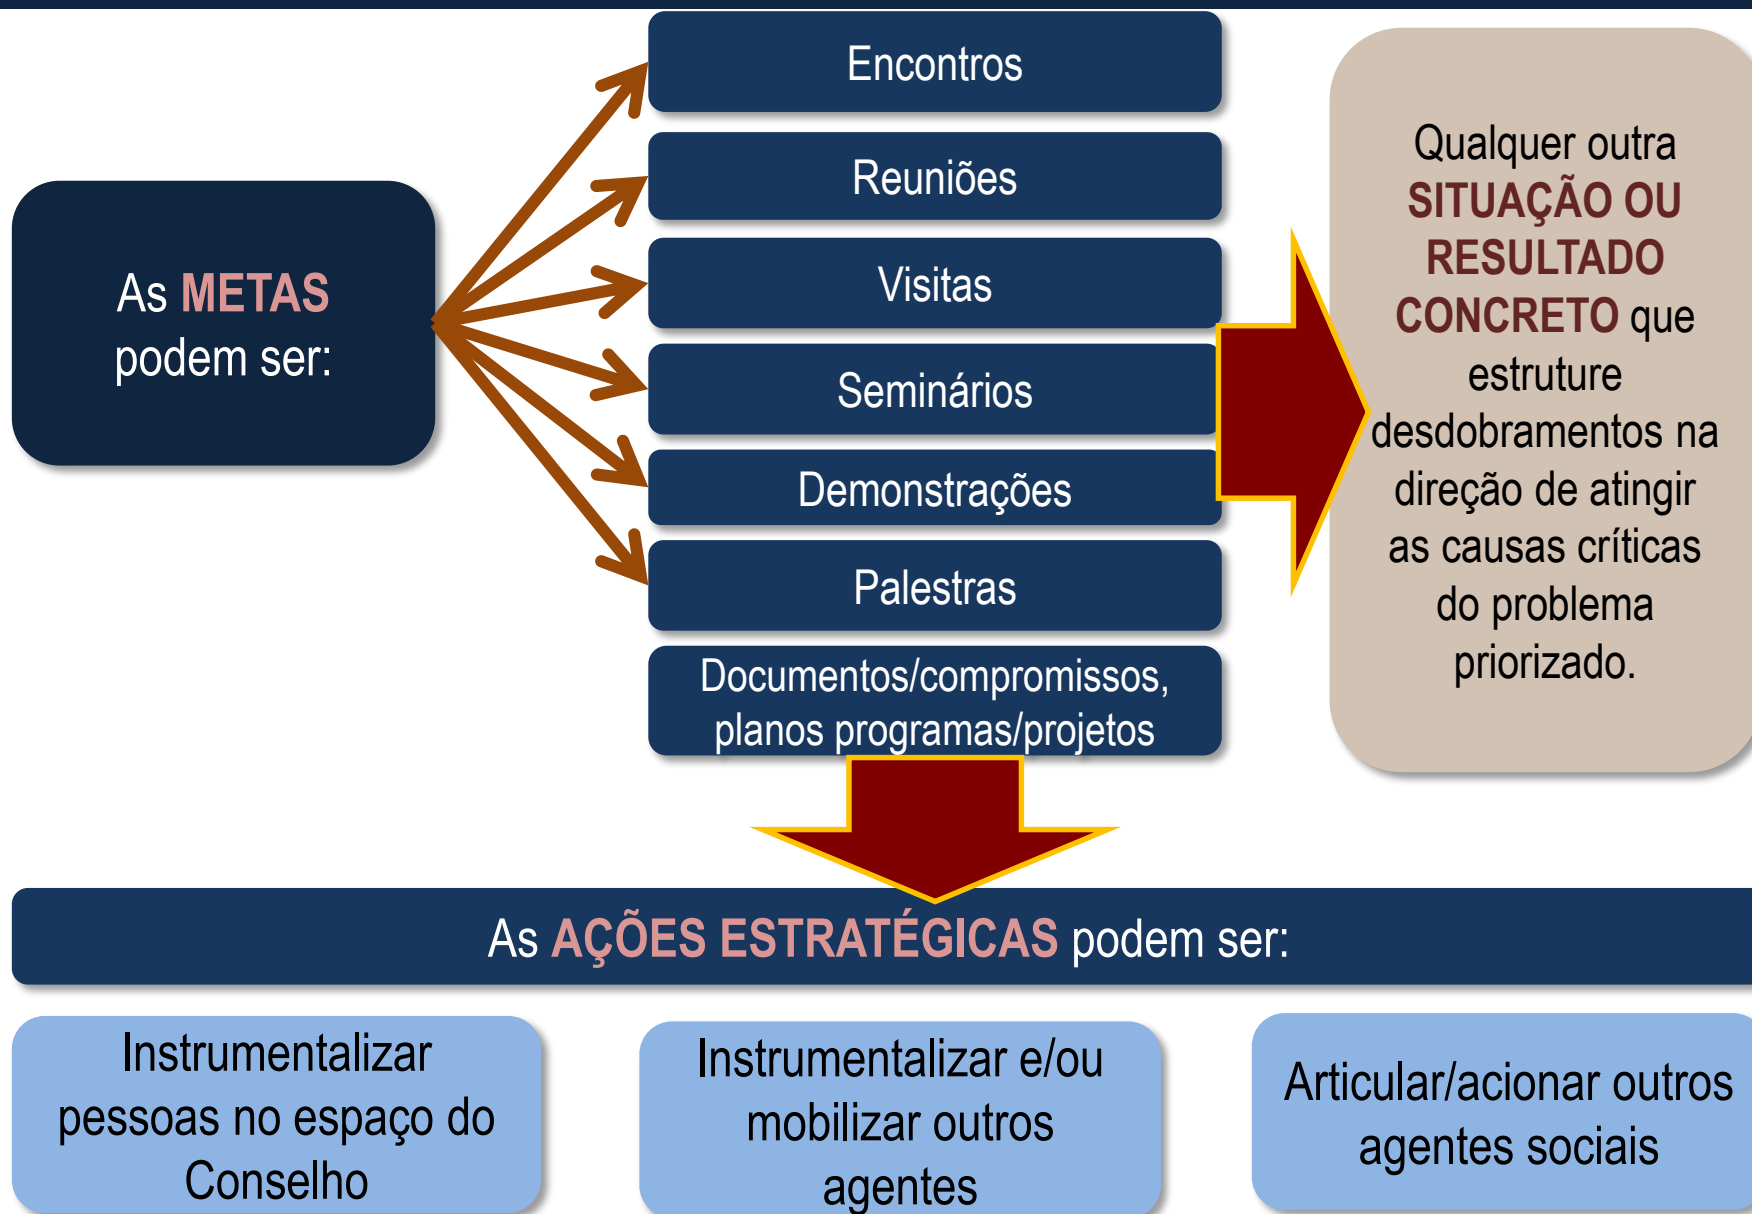 As METAS
podem ser:
Encontros
Reuniões
Visitas
Seminários
Demonstrações
Palestras
Documentos/compromissos,
planos programas/projetos
Qualquer outra
SITUAÇÃO OU
RESULTADO
CONCRETO que
estruture
desdobramentos na
direção de atingir
as causas críticas
do problema
priorizado.
As AÇÕES ESTRATÉGICAS podem ser:
Instrumentalizar
pessoas no espaço do
Conselho
Instrumentalizar e/ou
mobilizar outros
agentes
Articular/acionar outros
agentes sociais